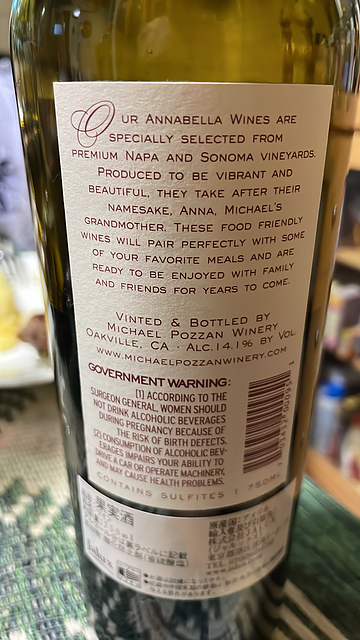 OUR ANNABELLA WINES ARE
SPECIALLY SELECTED FROM
PREMIUM NAPA AND SONOMA VINEYARDS.
PRODUCED TO BE VIBRANT AND
BEAUTIFUL, THEY TAKE AFTER THEIR
NAMESAKE, ANNA, MICHAEL'S
GRANDMOTHER. THESE FOOD FRIENDLY
WINES WILL PAIR PERFECTLY WITH SOME
OF YOUR FAVORITE MEALS AND ARE
READY TO BE ENJOYED WITH FAMILY
AND FRIENDS FOR YEARS TO COME.
VINTED & BOTTLED BY
MICHAEL POZZAN WINERY
OAKVILLE, CA · ALC.14.1% BY VOL.
WWW.MICHAELPOZZANWINERY.COM
GOVERNMENT WARNING:
(1) ACCORDING TO THE
SURGEON GENERAL, WOMEN SHOULD
NOT DRINK ALCOHOLIC BEVERAGES
DURING PREGNANCY BECAUSE OF
THE RISK OF BIRTH DEFECTS.
(2) CONSUMPTION OF ALCOHOLIC BEV-
ERAGES IMPAIRS YOUR ABILITY TO
DRIVE A CAR OR OPERATE MACHINERY,
AND MAY CAUSE HEALTH PROBLEMS.
CONTAINS SULFITES | 750ML
果実酒
ラベルに記載